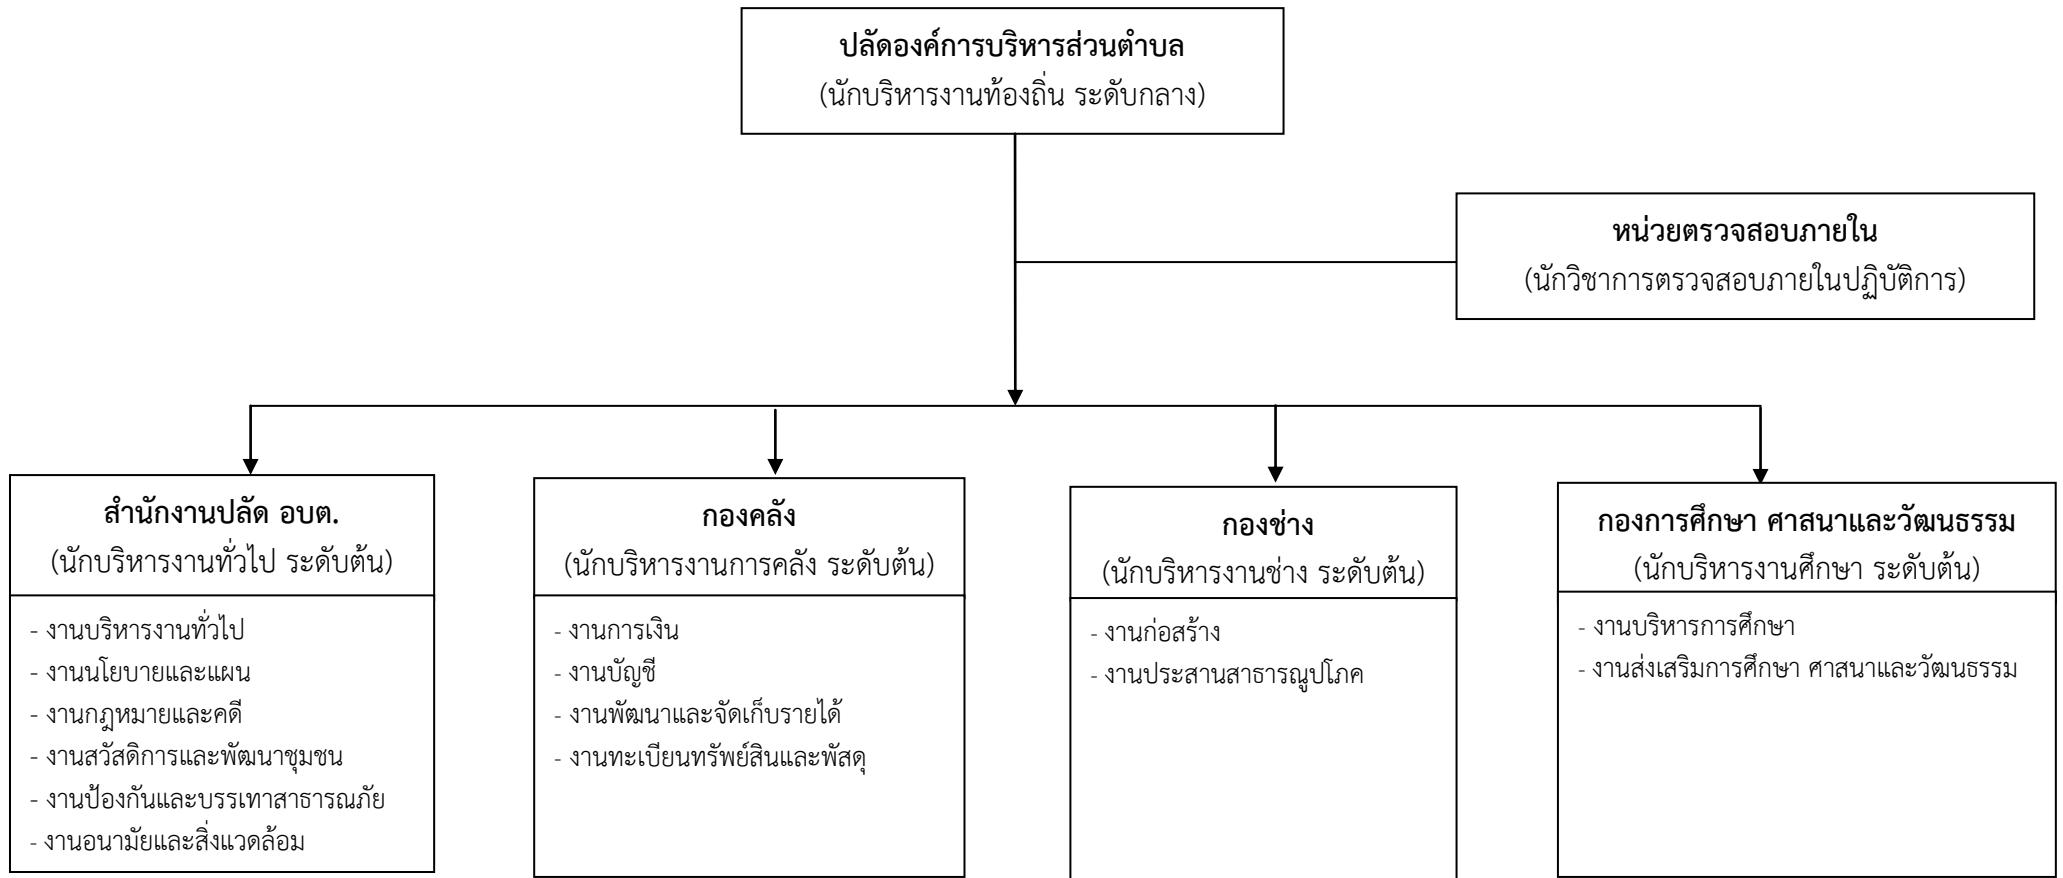 ปลัดองค์การบริหารส่วนตำบล
(นักบริหารงานท้องถิ่น ระดับกลาง)
หน่วยตรวจสอบภายใน
(นักวิชาการตรวจสอบภายในปฏิบัติการ)
สำนักงานปลัด อบต.
(นักบริหารงานทั่วไป ระดับต้น)
- งานบริหารงานทั่วไป
- งานนโยบายและแผน
- งานกฎหมายและคดี
- งานสวัสดิการและพัฒนาชุมชน
- งานป้องกันและบรรเทาสาธารณภัย
- งานอนามัยและสิ่งแวดล้อม
กองคลัง
(นักบริหารงานการคลัง ระดับต้น)
- งานการเงิน
- งานบัญชี
- งานพัฒนาและจัดเก็บรายได้
- งานทะเบียนทรัพย์สินและพัสดุ
กองช่าง
(นักบริหารงานช่าง ระดับต้น)
- งานก่อสร้าง
- งานประสานสาธารณูปโภค
กองการศึกษา ศาสนาและวัฒนธรรม
(นักบริหารงานศึกษา ระดับต้น)
- งานบริหารการศึกษา
- งานส่งเสริมการศึกษา ศาสนาและวัฒนธรรม